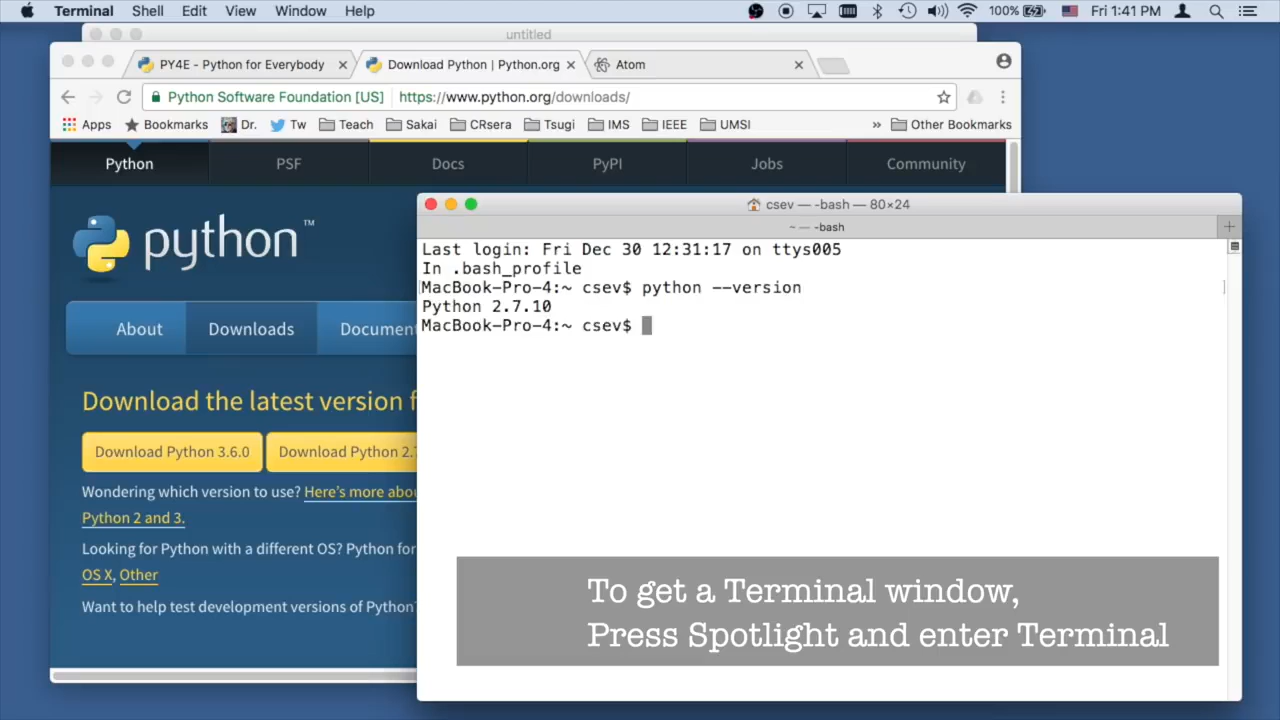 Terminal Shell Edit View Window Help 100% Fri 1:41 PM
untitled
PY4E - Python for Everybody Download Python | Python.org Atom
Python Software Foundation [US] https://www.python.org/downloads/
Apps Bookmarks Dr. Tw Teach Sakai CRsera Tsugi IMS IEEE UMSI » Other Bookmarks
Python PSF Docs PyPI Jobs Community
python™
About Downloads Document
Download the latest version f
Download Python 3.6.0 Download Python 2.7
Wondering which version to use? Here's more abou
Python 2 and 3.
Looking for Python with a different OS? Python for
OS X, Other
Want to help test development versions of Python?
csev — -bash — 80×24
~ — -bash
Last login: Fri Dec 30 12:31:17 on ttys005
In .bash_profile
MacBook-Pro-4:~ csev$ python --version
Python 2.7.10
MacBook-Pro-4:~ csev$
To get a Terminal window,
Press Spotlight and enter Terminal